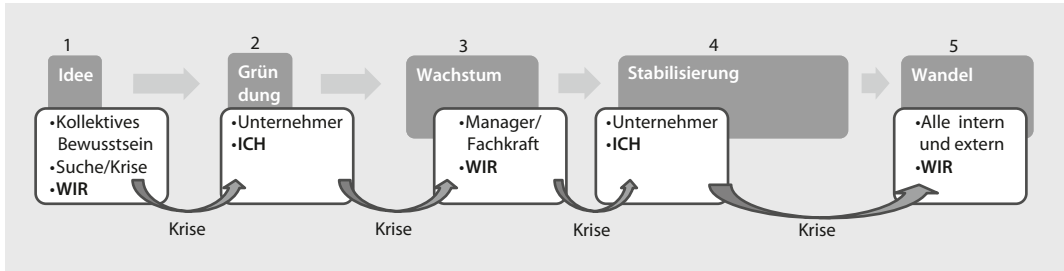 1
Idee
•Kollektives
Bewusstsein
•Suche/Krise
•WIR
2
Grün
dung
•Unternehmer
•ICH
3
Wachstum
•Manager/
Fachkraft
•WIR
4
Stabilisierung
•Unternehmer
•ICH
5
Wandel
•Alle intern
und extern
•WIR
Krise
Krise
Krise
Krise